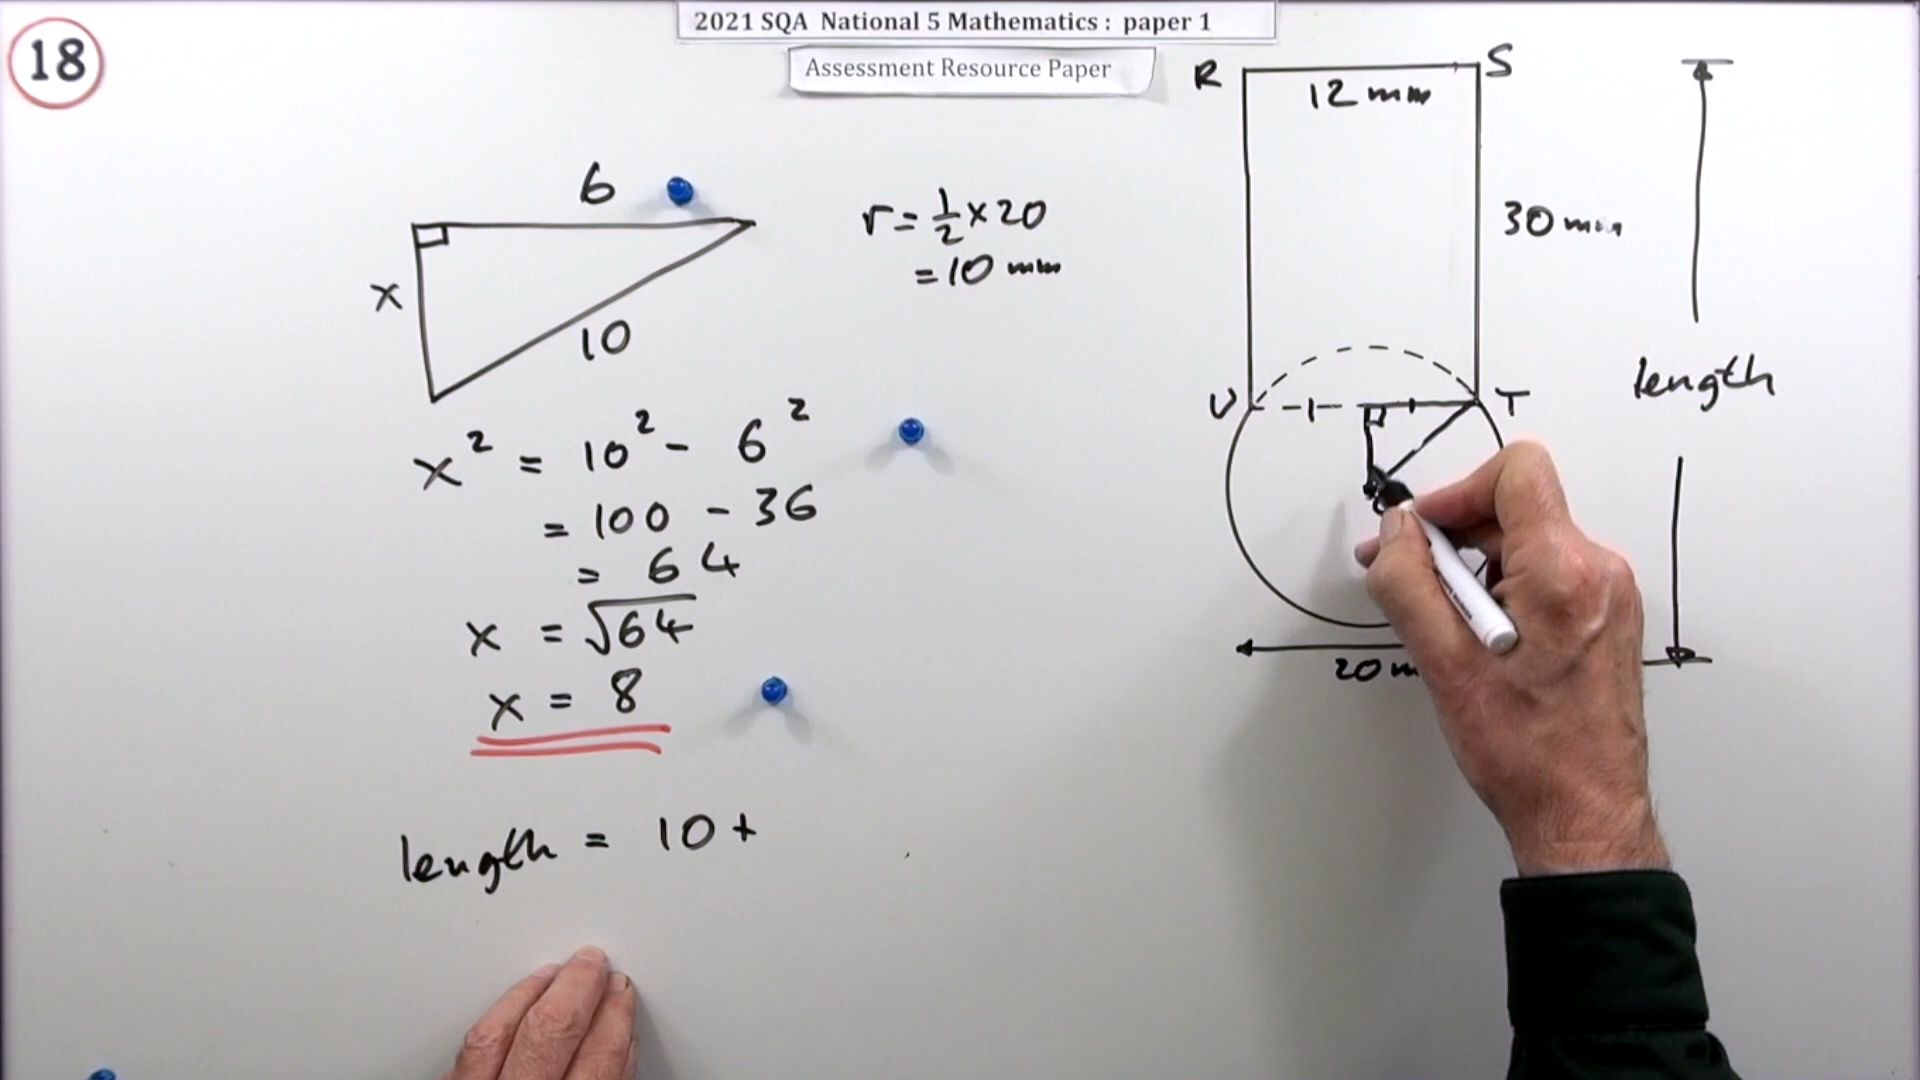 18
2021 SQA National 5 Mathematics : paper 1
Assessment Resource Paper
R
S
12 mm
6
r = 1/2 × 20
= 10 mm
30 mm
x
10
length
U
T
x² = 10² - 6²
= 100 - 36
= 64
x = √64
20 m
x = 8
length = 10 +